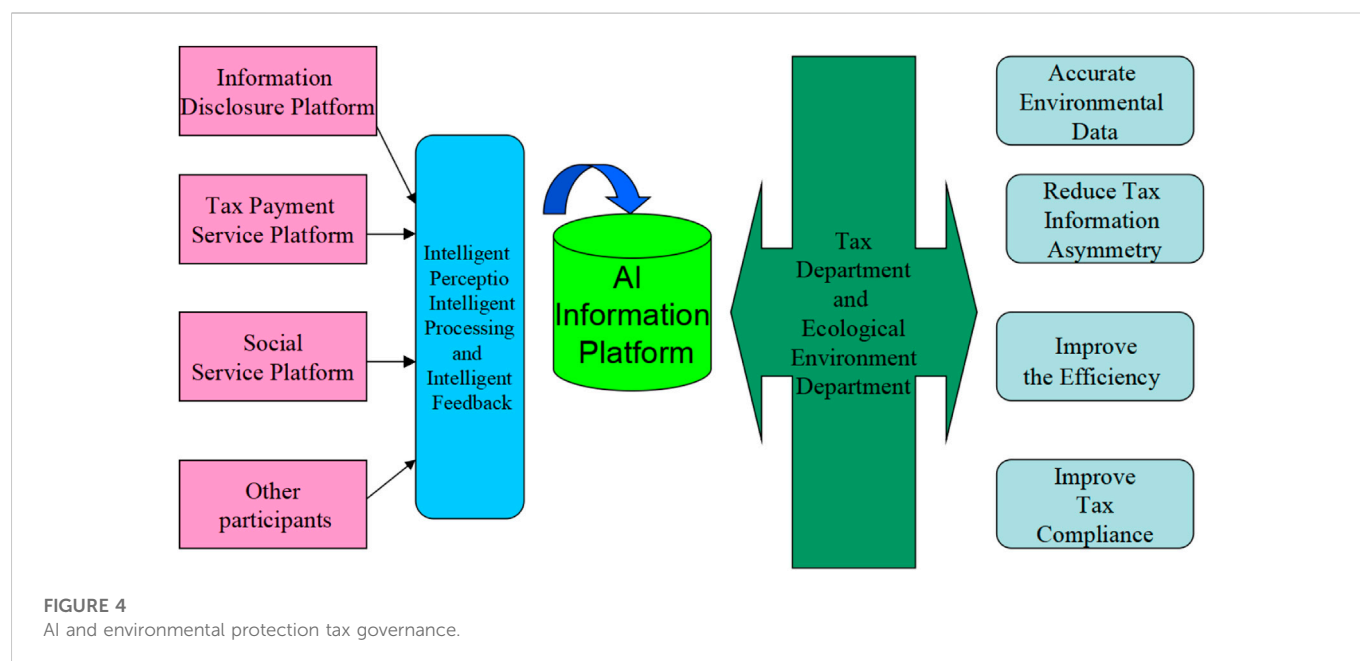 Information
Disclosure Platform
Tax Payment
Service Platform
Social
Service Platform
Other
participants
Intelligent
Perceptio
Intelligent
Processing
and
Intelligent
Feedback
AI
Information
Platform
Tax
Department
and
Ecological
Environment
Department
Accurate
Environmental
Data
Reduce Tax
Information
Asymmetry
Improve
the Efficiency
Improve
Tax
Compliance
FIGURE 4
AI and environmental protection tax governance.